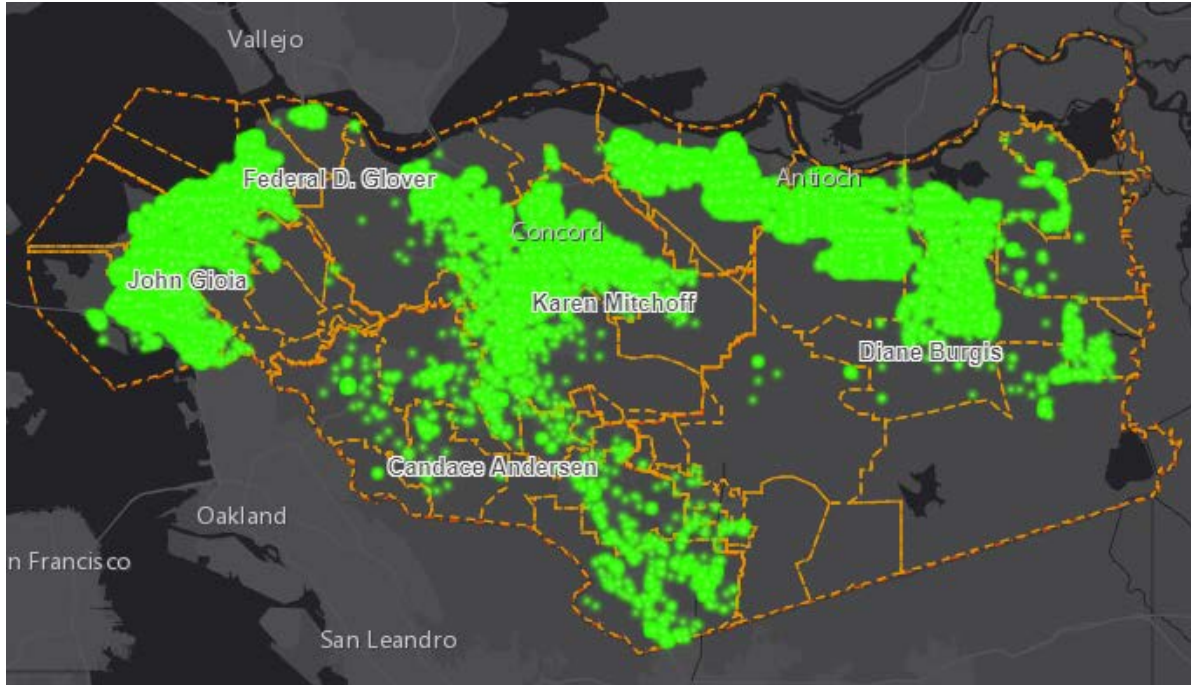 Vallejo
Federal D. Glover
Antioch
Concord
John Gioia
Karen Mitchoff
Diane Burgis
Candace Andersen
Oakland
n Francisco
San Leandro